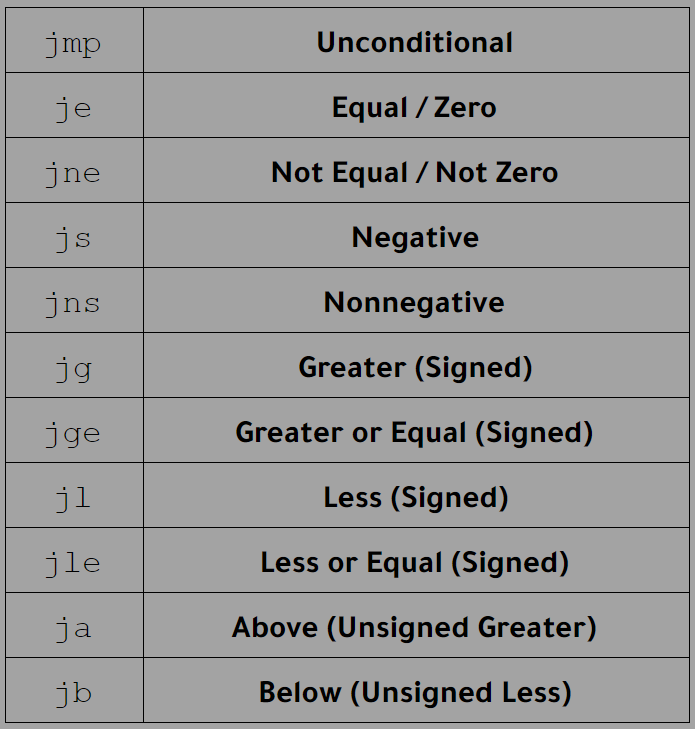 jmp Unconditional
je Equal / Zero
jne Not Equal / Not Zero
js Negative
jns Nonnegative
jg Greater (Signed)
jge Greater or Equal (Signed)
jl Less (Signed)
jle Less or Equal (Signed)
ja Above (Unsigned Greater)
jb Below (Unsigned Less)